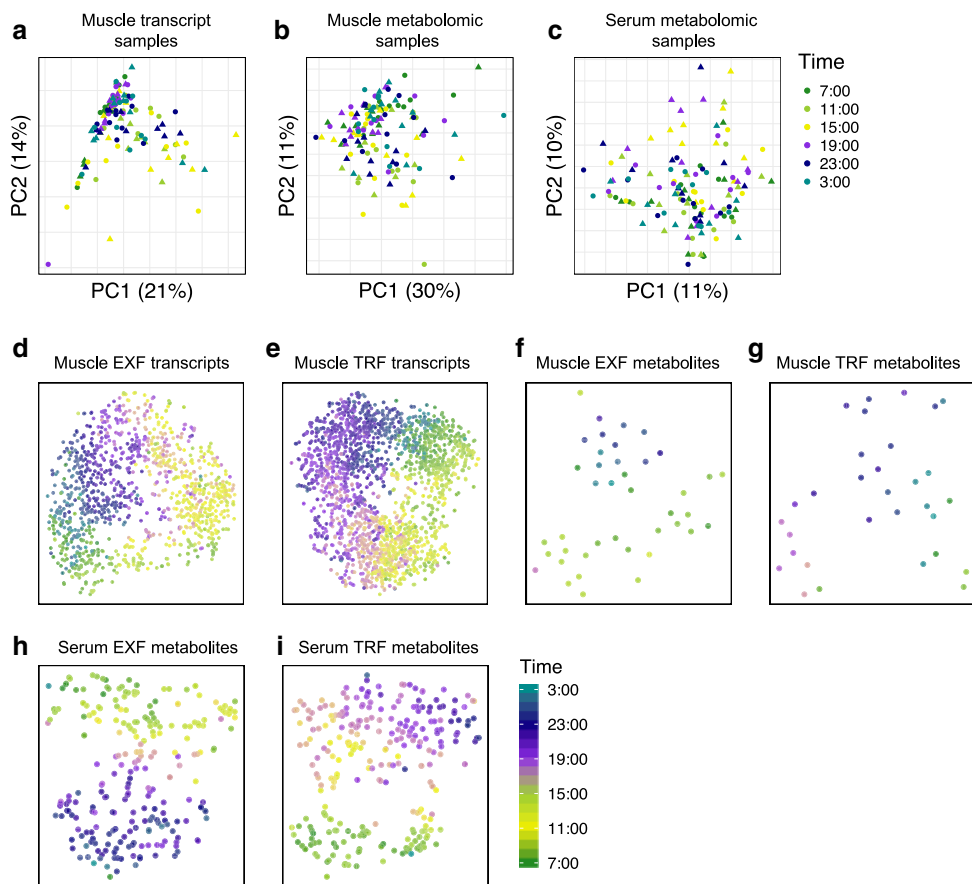 a
Muscle transcript
samples
PC2 (14%)
PC1 (21%)
b
Muscle metabolomic
samples
PC2 (11%)
PC1 (30%)
c
Serum metabolomic
samples
PC2 (10%)
PC1 (11%)
Time
7:00
11:00
15:00
19:00
23:00
3:00
d
Muscle EXF transcripts
e
Muscle TRF transcripts
f
Muscle EXF metabolites
g
Muscle TRF metabolites
h
Serum EXF metabolites
i
Serum TRF metabolites
Time
3:00
23:00
19:00
15:00
11:00
7:00